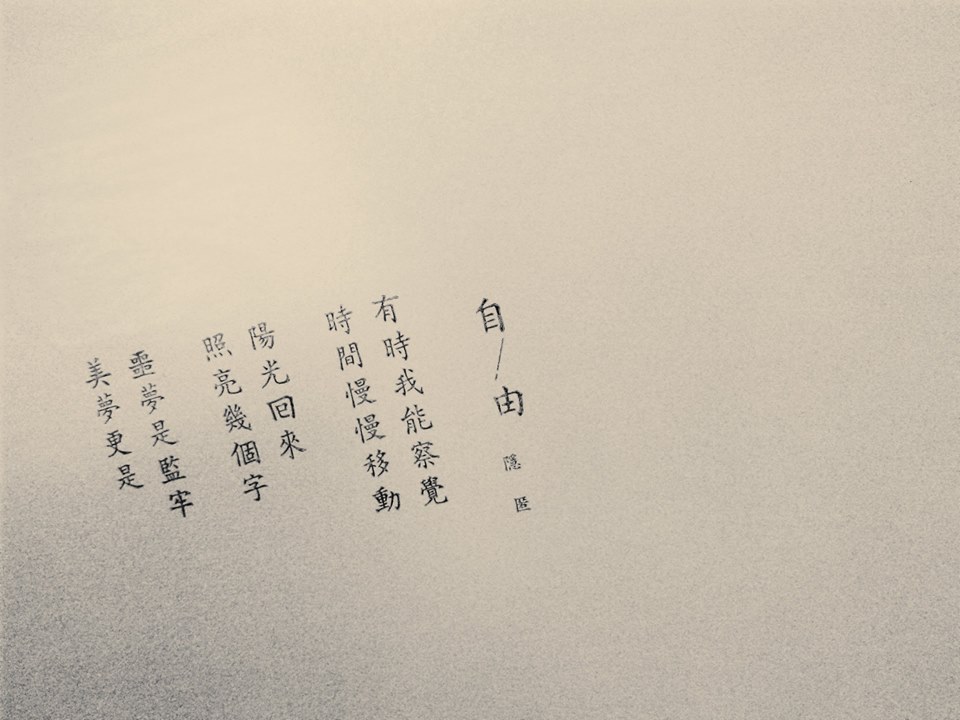 自/由
隱匿
有時我能察覺
時間慢慢移動
陽光回來
照亮幾個字
噩夢是監牢
美夢更是